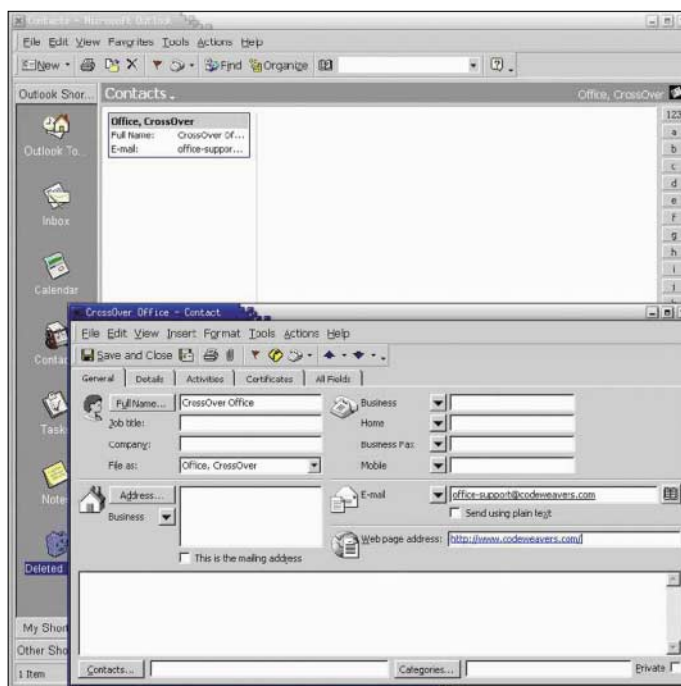 Contacts - Microsoft Outlook
File Edit View Favorites Tools Actions Help
New Find Organize
Outlook Shor... Contacts . Office, CrossOver
123
a
b
c
d
e
f
g
h
i
j
Office, CrossOver
Full Name: CrossOver Of...
E-mail: office-suppor...
Outlook To...
Inbox
Calendar
Contac
Tasks
Notes
Deleted
My Short
Other Sho
1 Item
CrossOver Office - Contact
File Edit View Insert Format Tools Actions Help
Save and Close
General Details Activities Certificates All Fields
Full Name... CrossOver Office
Job title:
Company:
File as: Office, CrossOver
Business
Home
Business Fax
Mobile
Address...
Business
This is the mailing address
E-mail office-support@codeweavers.com
Send using plain text
Web page address: http://www.codeweavers.com/
Contacts... Categories... Private